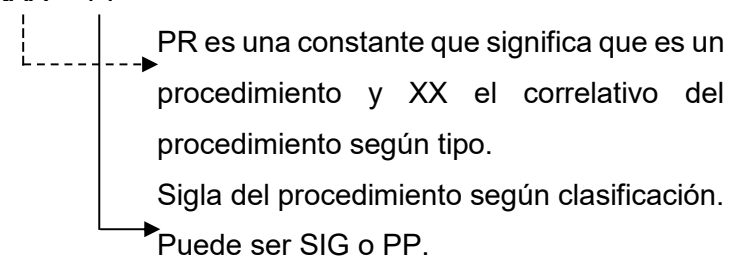 PR es una constante que significa que es un
procedimiento y XX el correlativo del
procedimiento según tipo.
Sigla del procedimiento según clasificación.
Puede ser SIG o PP.